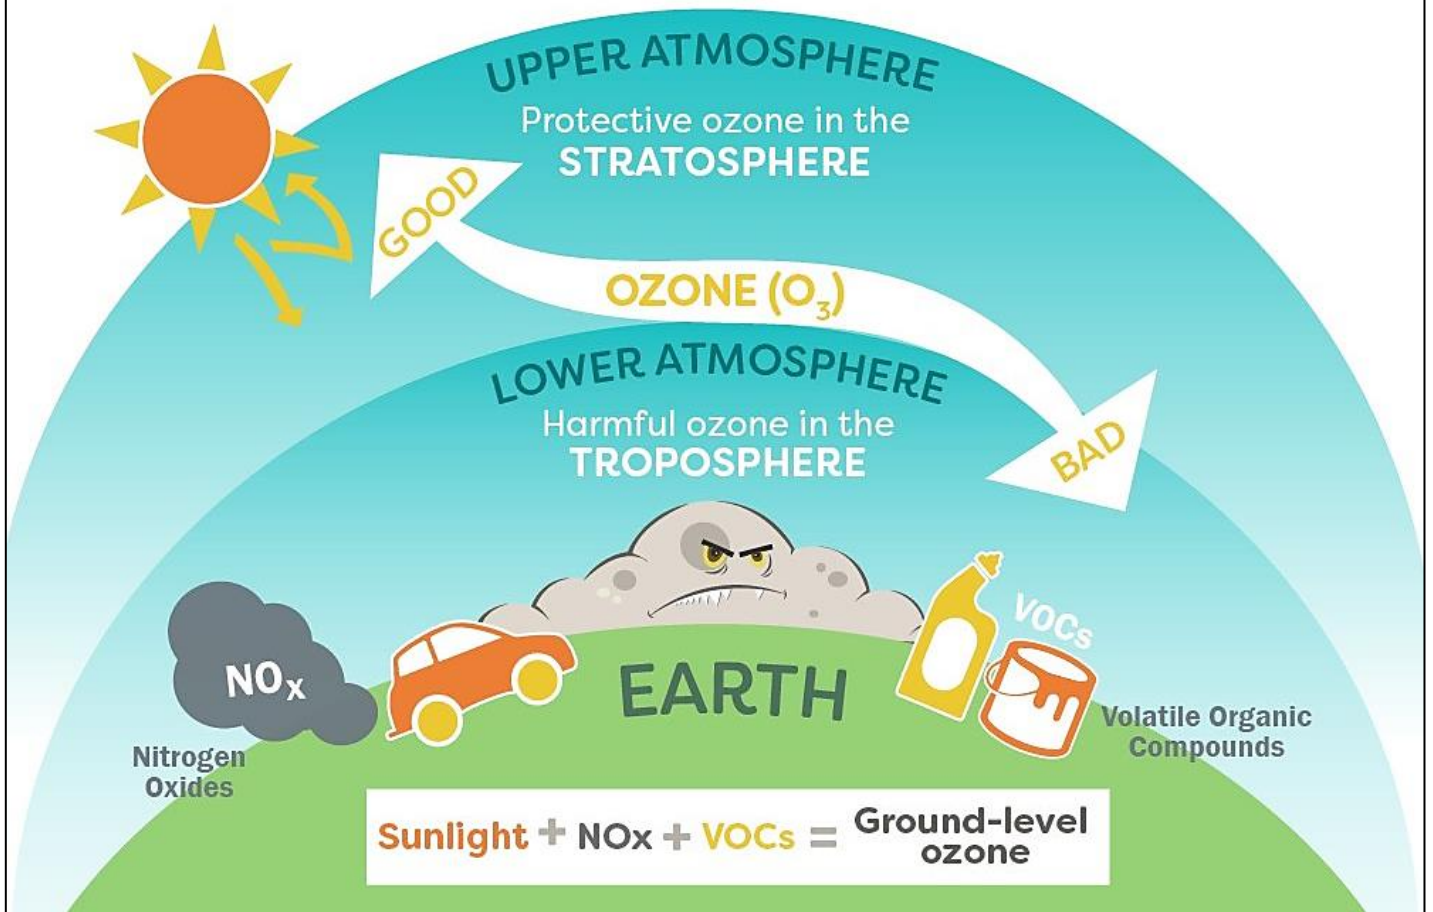 UPPER ATMOSPHERE
Protective ozone in the
STRATOSPHERE
GOOD
OZONE (O₃)
LOWER ATMOSPHERE
Harmful ozone in the
TROPOSPHERE
BAD
VOCs
NOx
EARTH
Volatile Organic
Compounds
Nitrogen
Oxides
Sunlight + NOx + VOCs = Ground-level
ozone